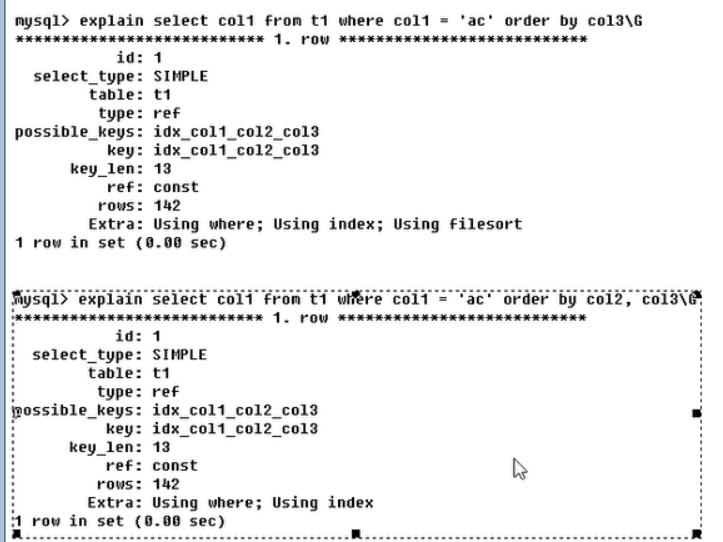 mysql> explain select col1 from t1 where col1 = 'ac' order by col3\G
*************************** 1. row ***************************
id: 1
select_type: SIMPLE
table: t1
type: ref
possible_keys: idx_col1_col2_col3
key: idx_col1_col2_col3
key_len: 13
ref: const
rows: 142
Extra: Using where; Using index; Using filesort
1 row in set (0.00 sec)
mysql> explain select col1 from t1 where col1 = 'ac' order by col2, col3\G
*************************** 1. row ***************************
id: 1
select_type: SIMPLE
table: t1
type: ref
possible_keys: idx_col1_col2_col3
key: idx_col1_col2_col3
key_len: 13
ref: const
rows: 142
Extra: Using where; Using index
1 row in set (0.00 sec)